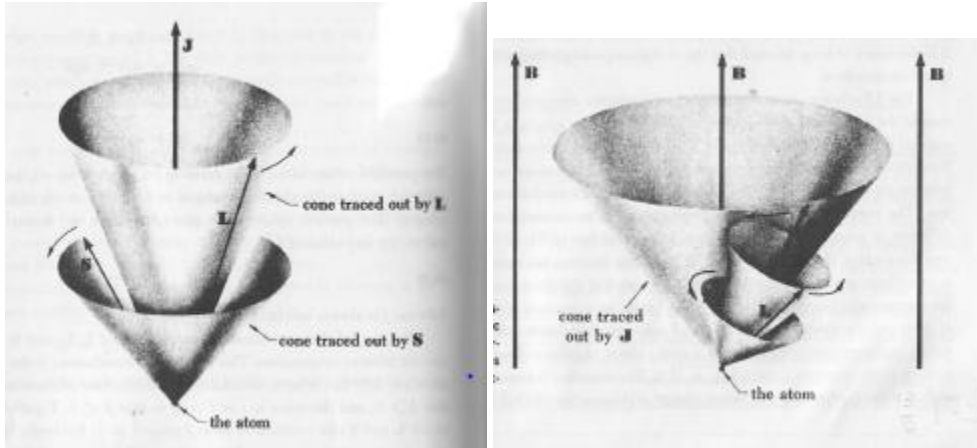 J
L
cone traced out by L
S
cone traced out by S
the atom
B
B
B
L
cone traced
out by J
the atom